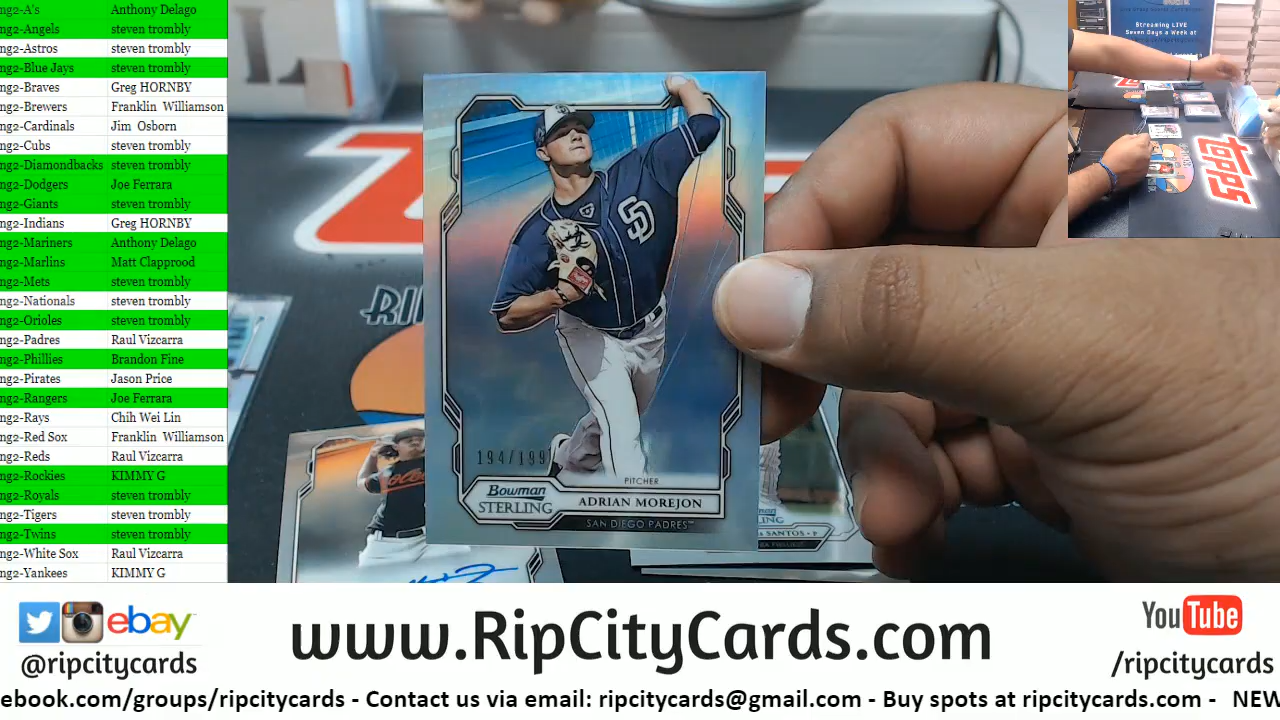 ng2-A's Anthony Delago
ng2-Angels steven trombly
ng2-Astros steven trombly
ng2-Blue Jays steven trombly
ng2-Braves Greg HORNBY
ng2-Brewers Franklin Williamson
ng2-Cardinals Jim Osborn
ng2-Cubs steven trombly
ng2-Diamondbacks steven trombly
ng2-Dodgers Joe Ferrara
ng2-Giants steven trombly
ng2-Indians Greg HORNBY
ng2-Mariners Anthony Delago
ng2-Marlins Matt Clapprood
ng2-Mets steven trombly
ng2-Nationals steven trombly
ng2-Orioles steven trombly
ng2-Padres Raul Vizcarra
ng2-Phillies Brandon Fine
ng2-Pirates Jason Price
ng2-Rangers Joe Ferrara
ng2-Rays Chih Wei Lin
ng2-Red Sox Franklin Williamson
ng2-Reds Raul Vizcarra
ng2-Rockies KIMMY G
ng2-Royals steven trombly
ng2-Tigers steven trombly
ng2-Twins steven trombly
ng2-White Sox Raul Vizcarra
ng2-Yankees KIMMY G
SD
194/199
PITCHER
Bowman
STERLING
ADRIAN MOREJON
SAN DIEGO PADRES™
SANTOS • P
Streaming LIVE
Seven Days a Week at
topps
ebay
@ripcitycards
www.RipCityCards.com
YouTube
/ripcitycards
ebook.com/groups/ripcitycards - Contact us via email: ripcitycards@gmail.com - Buy spots at ripcitycards.com - NEW